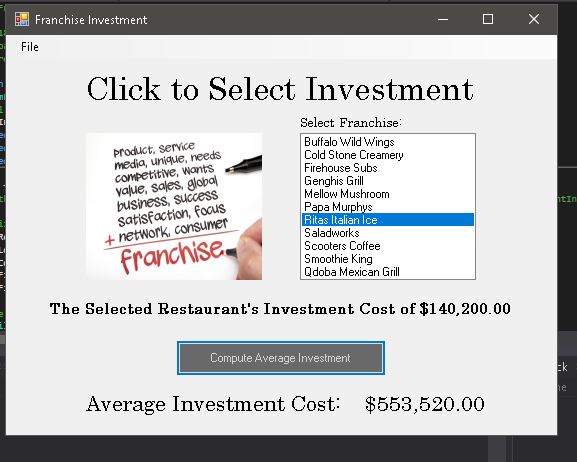 Franchise Investment
File
Click to Select Investment
Select Franchise:
product, service
media, unique, needs
competitive, wants
value, sales, global
business, success
satisfaction, focus
+ network, consumer
franchise
Buffalo Wild Wings
Cold Stone Creamery
Firehouse Subs
Genghis Grill
Mellow Mushroom
Papa Murphys
Ritas Italian Ice
Saladworks
Scooters Coffee
Smoothie King
Qdoba Mexican Grill
The Selected Restaurant's Investment Cost of $140,200.00
Compute Average Investment
Average Investment Cost: $553,520.00